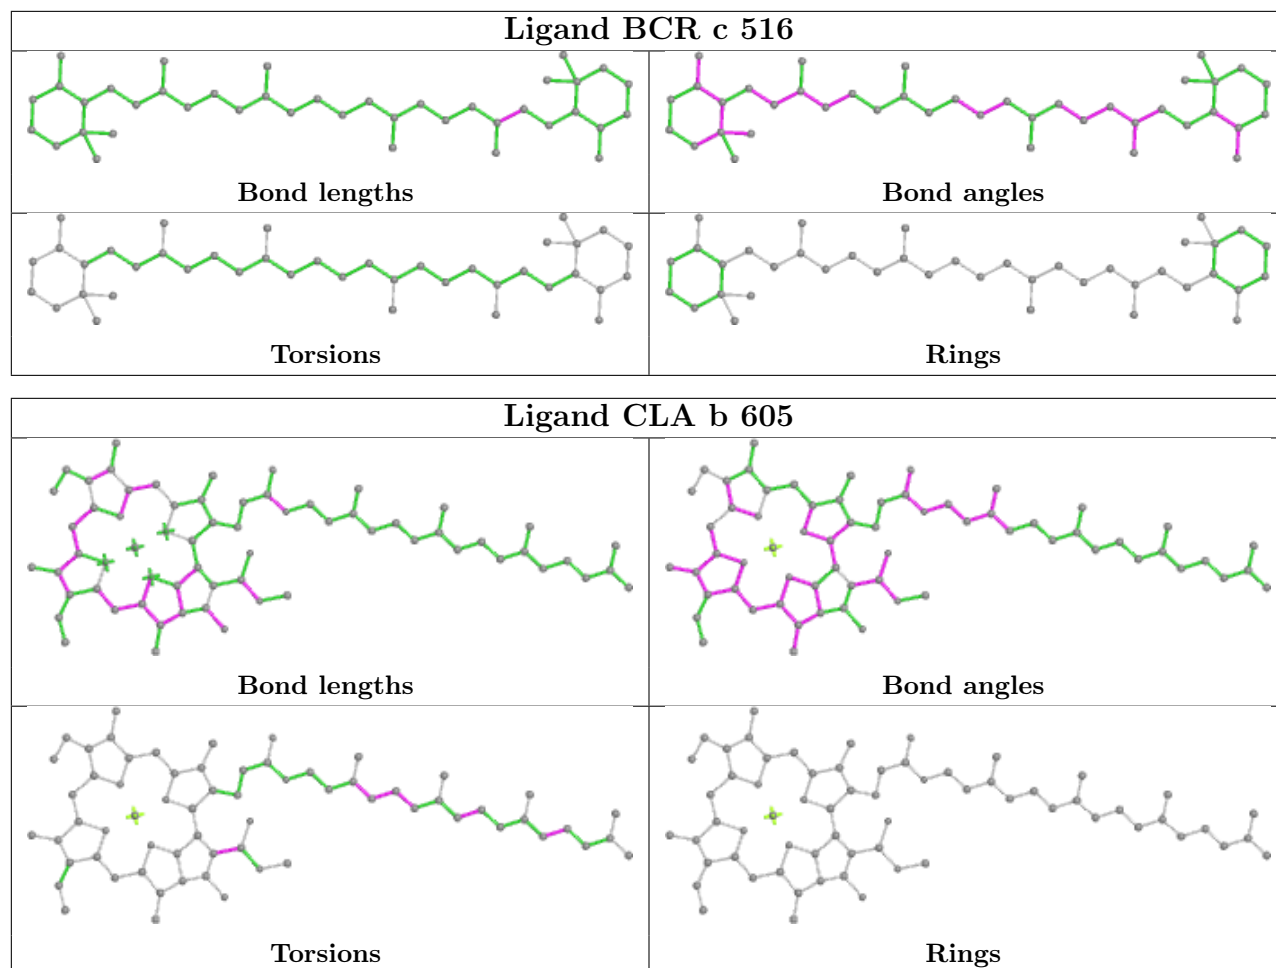 Ligand BCR c 516
Bond lengths
Bond angles
Torsions
Rings
Ligand CLA b 605
Bond lengths
Bond angles
Torsions
Rings